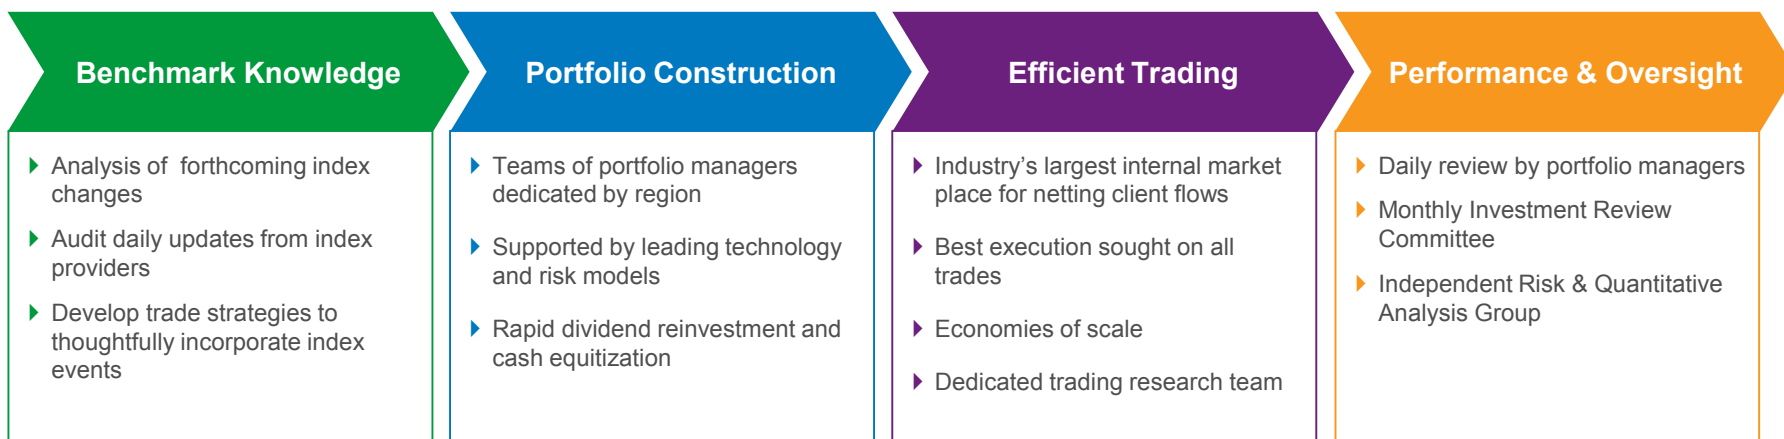 Benchmark Knowledge
Analysis of forthcoming index
changes
Audit daily updates from index
providers
Develop trade strategies to
thoughtfully incorporate index
events
Portfolio Construction
Teams of portfolio managers
dedicated by region
Supported by leading technology
and risk models
Rapid dividend reinvestment and
cash equitization
Efficient Trading
Industry’s largest internal market
place for netting client flows
Best execution sought on all
trades
Economies of scale
Dedicated trading research team
Performance & Oversight
Daily review by portfolio managers
Monthly Investment Review
Committee
Independent Risk & Quantitative
Analysis Group